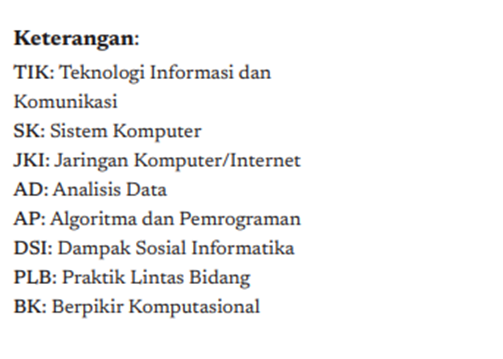 Keterangan:
TIK: Teknologi Informasi dan
Komunikasi
SK: Sistem Komputer
JKI: Jaringan Komputer/Internet
AD: Analisis Data
AP: Algoritma dan Pemrograman
DSI: Dampak Sosial Informatika
PLB: Praktik Lintas Bidang
BK: Berpikir Komputasional